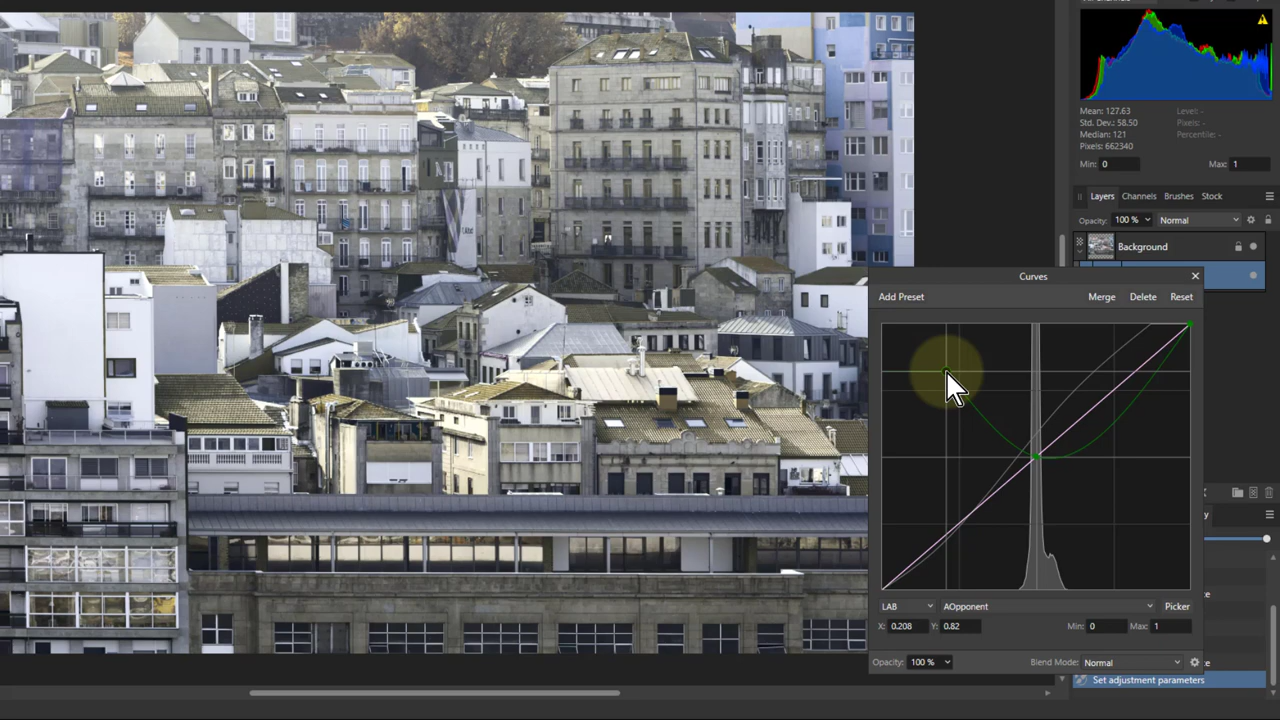 Mean: 127.63
Level: -
Std. Dev.: 58.50
Pixels: -
Median: 121
Percentile: -
Pixels: 662340
Min: 0
Max: 1
Layers Channels Brushes Stock
Opacity: 100 % Normal
Background
Curves
Add Preset Merge Delete Reset
LAB AOpponent Picker
X: 0.208 Y: 0.82 Min: 0 Max: 1
Opacity: 100 % Blend Mode: Normal
Set adjustment parameters